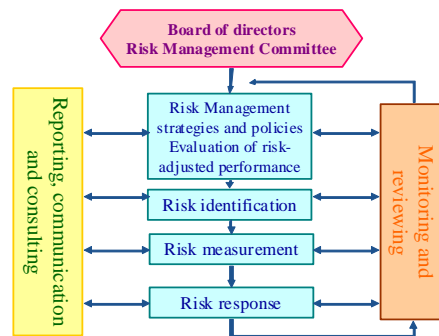 Board of directors
Risk Management Committee
Risk Management
strategies and policies
Evaluation of risk-
adjusted performance
Risk identification
Risk measurement
Risk response
Reporting, communication
and consulting
Monitoring and
reviewing